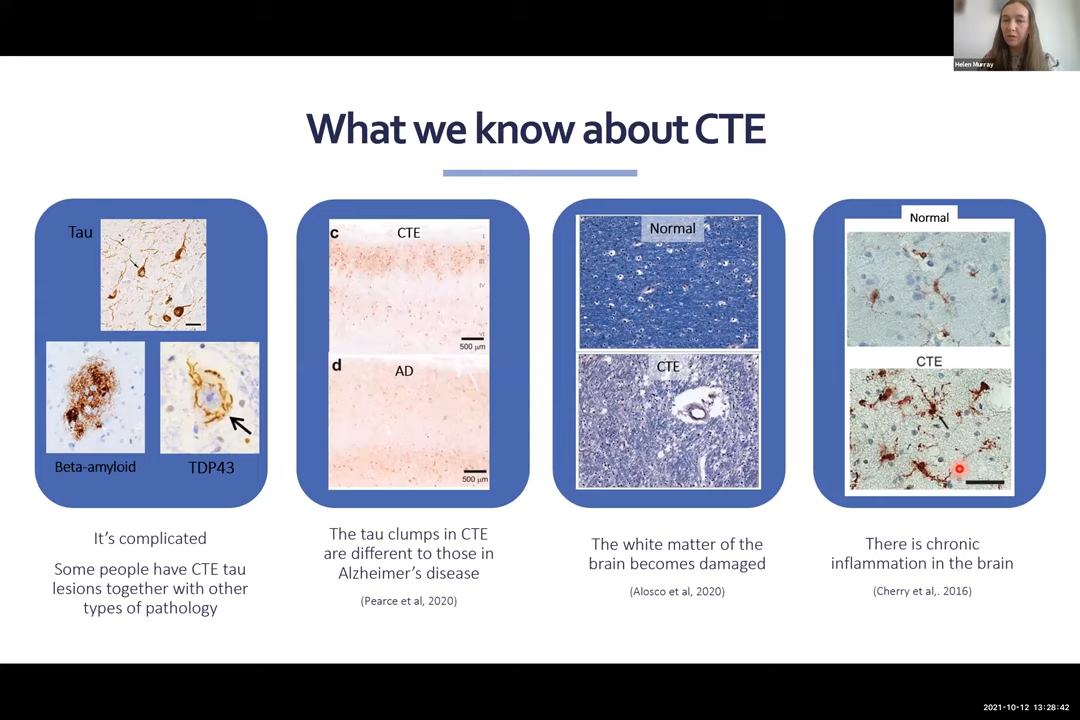 Helen Murray
What we know about CTE
Tau
Beta-amyloid
TDP43
It's complicated
Some people have CTE tau
lesions together with other
types of pathology
c
CTE
I
II
III
IV
V
VI
500 µm
d
AD
500 µm
The tau clumps in CTE
are different to those in
Alzheimer's disease
(Pearce et al, 2020)
Normal
CTE
The white matter of the
brain becomes damaged
(Alosco et al, 2020)
Normal
CTE
There is chronic
inflammation in the brain
(Cherry et al,. 2016)
2021-10-12 13:28:42